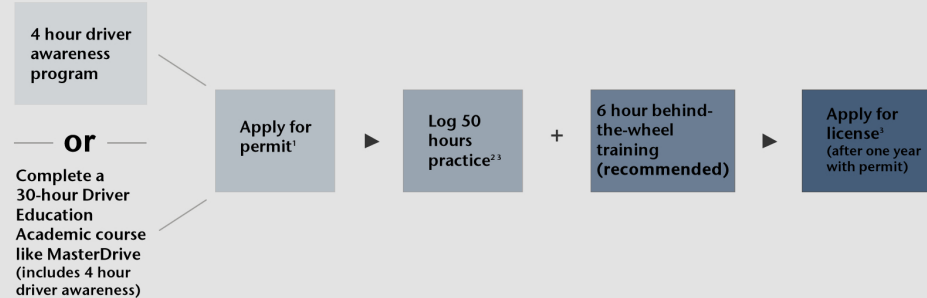 4 hour driver
awareness
program
or
Complete a
30-hour Driver
Education
Academic course
like MasterDrive
(includes 4 hour
driver awareness)
Apply for
permit¹
Log 50
hours
practice² ³
+
6 hour behind-
the-wheel
training
(recommended)
Apply for
license³
(after one year
with permit)